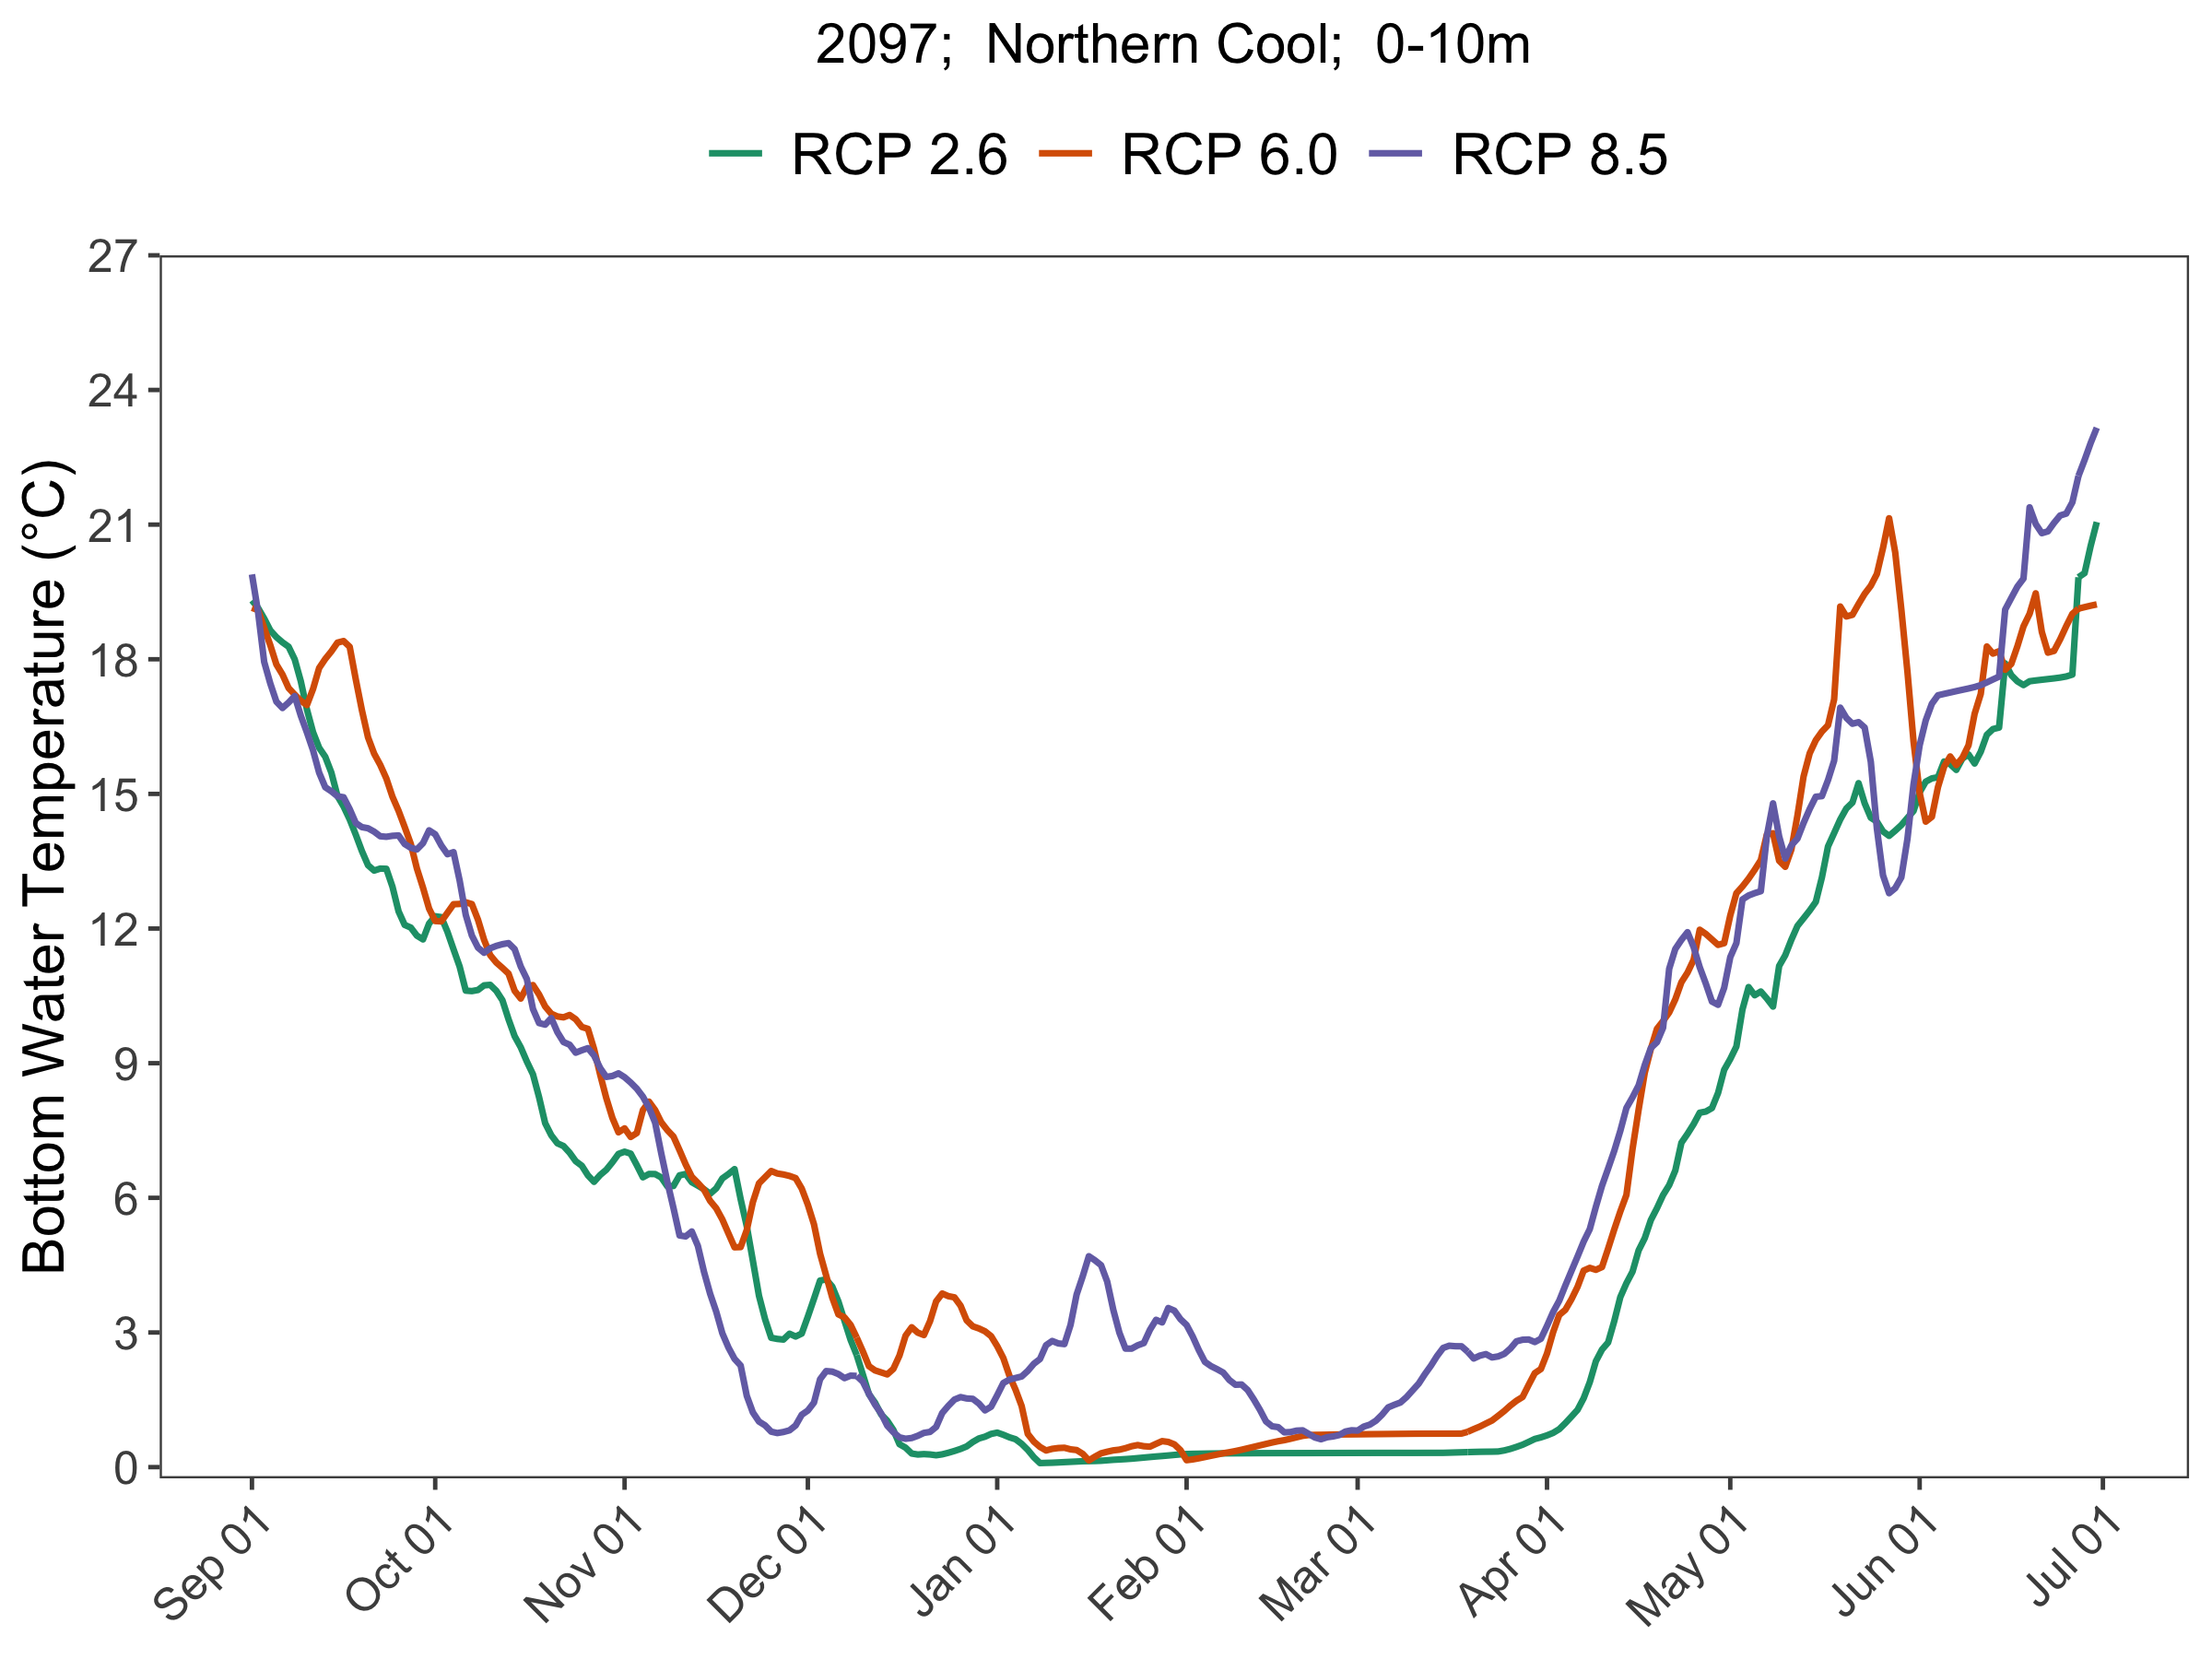 2097; Northern Cool; 0-10m
RCP 2.6 RCP 6.0 RCP 8.5
Bottom Water Temperature (°C)
27
24
21
18
15
12
9
6
3
0
Sep 01 Oct 01 Nov 01 Dec 01 Jan 01 Feb 01 Mar 01 Apr 01 May 01 Jun 01 Jul 01